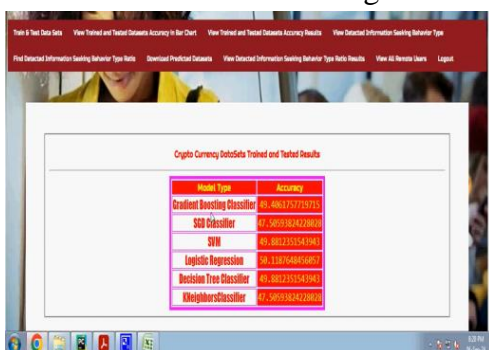 Train & Test Data Sets View Trained and Tested Datasets Accuracy in Bar Chart View Trained and Tested Datasets Accuracy Results View Detected Information Seeking Behavior Type
Find Detected Information Seeking Behavior Type Ratio Download Predicted Datasets View Detected Information Seeking Behavior Type Ratio Results View All Remote Users Logout
Crypto Currency DataSets Trained and Tested Results
Model Type Accuracy
Gradient Boosting Classifier 49.4061757719715
SGD Classifier 47.50593824228028
SVM 49.8812351543943
Logistic Regression 50.1187648456057
Decision Tree Classifier 49.8812351543943
KNeighborsClassifier 47.50593824228028